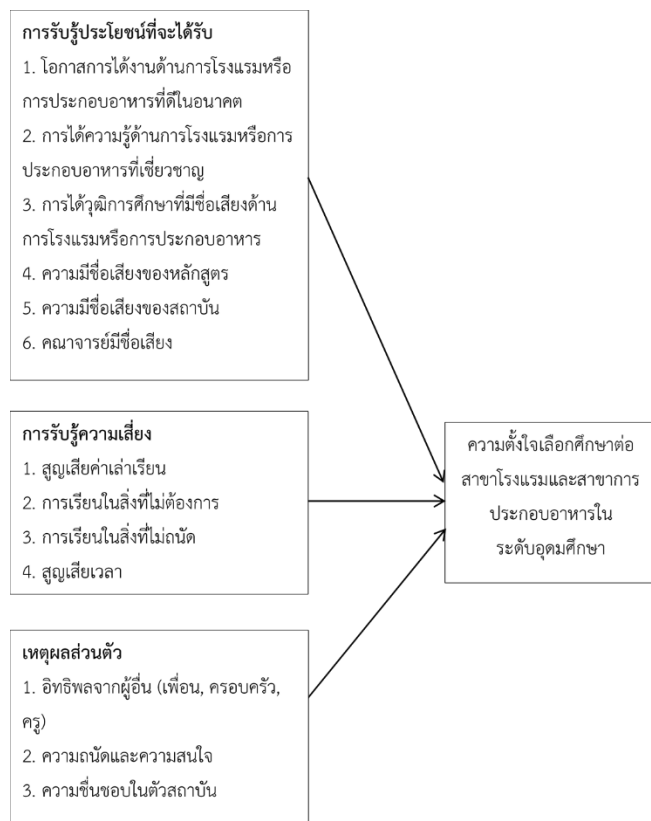 การรับรู้ประโยชน์ที่จะได้รับ
1. โอกาสการได้งานด้านการโรงแรมหรือ
การประกอบอาหารที่ดีในอนาคต
2. การได้ความรู้ด้านการโรงแรมหรือการ
ประกอบอาหารที่เชี่ยวชาญ
3. การได้วุฒิการศึกษาที่มีชื่อเสียงด้าน
การโรงแรมหรือการประกอบอาหาร
4. ความมีชื่อเสียงของหลักสูตร
5. ความมีชื่อเสียงของสถาบัน
6. คณาจารย์มีชื่อเสียง
การรับรู้ความเสี่ยง
1. สูญเสียค่าเล่าเรียน
2. การเรียนในสิ่งที่ไม่ต้องการ
3. การเรียนในสิ่งที่ไม่ถนัด
4. สูญเสียเวลา
เหตุผลส่วนตัว
1. อิทธิพลจากผู้อื่น (เพื่อน, ครอบครัว,
ครู)
2. ความถนัดและความสนใจ
3. ความชื่นชอบในตัวสถาบัน
ความตั้งใจเลือกศึกษาต่อ
สาขาโรงแรมและสาขาการ
ประกอบอาหารใน
ระดับอุดมศึกษา